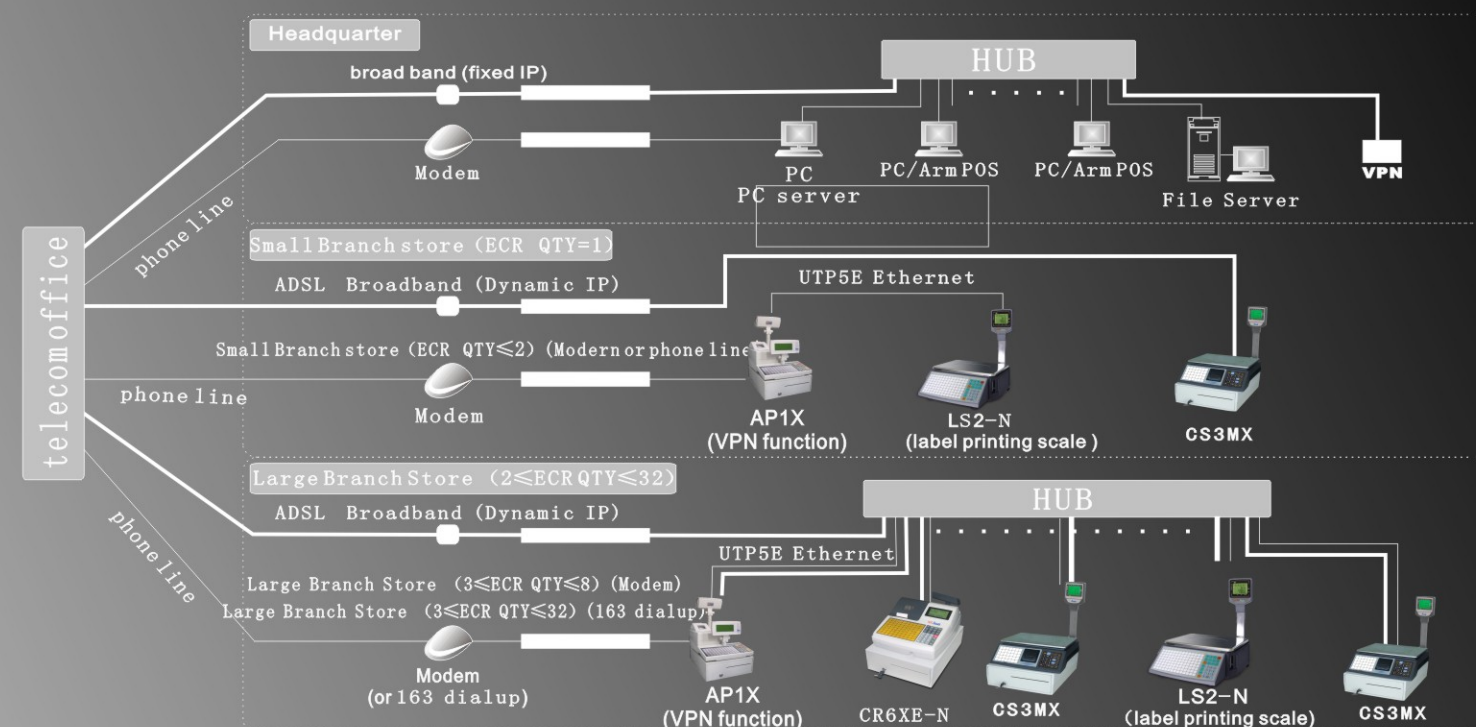 Headquarter
broad band (fixed IP)
HUB
Modem
PC
PC server
PC/Arm POS
PC/Arm POS
File Server
VPN
phone line
telecomoffice
Small Branch store (ECR QTY=1)
ADSL Broadband (Dynamic IP)
UTP5E Ethernet
Small Branch store (ECR QTY≤2) (Modern or phone line
phone line
Modem
AP1X
(VPN function)
LS2-N
(label printing scale )
CS3MX
Large Branch Store (2≤ECR QTY≤32)
ADSL Broadband (Dynamic IP)
HUB
UTP5E Ethernet
phone line
Large Branch Store (3≤ECR QTY≤8) (Modem)
Large Branch Store (3≤ECR QTY≤32) (163 dialup)
Modem
(or 163 dialup)
AP1X
(VPN function)
CR6XE-N
CS3MX
LS2-N
(label printing scale)
CS3MX